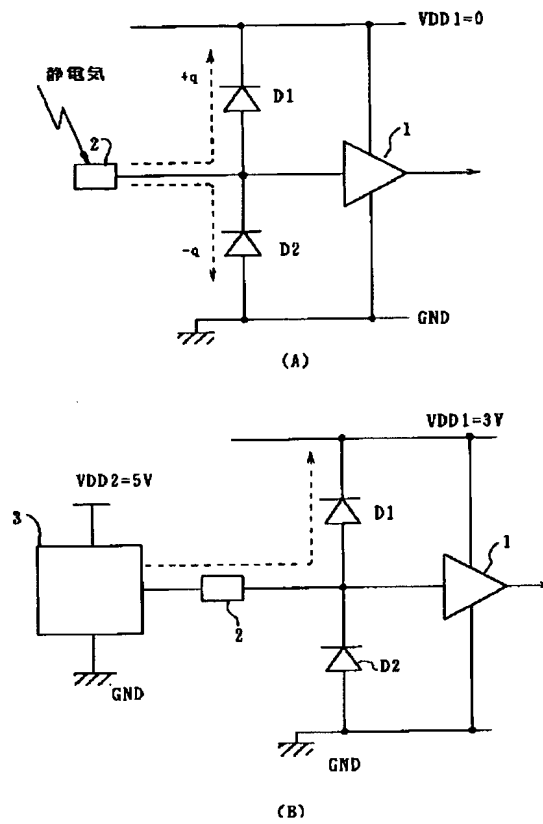 VDD1=0
静電気
+q
D1
1
2
-q
D2
GND
(A)
VDD1=3V
VDD2=5V
3
D1
1
2
D2
GND
GND
(B)